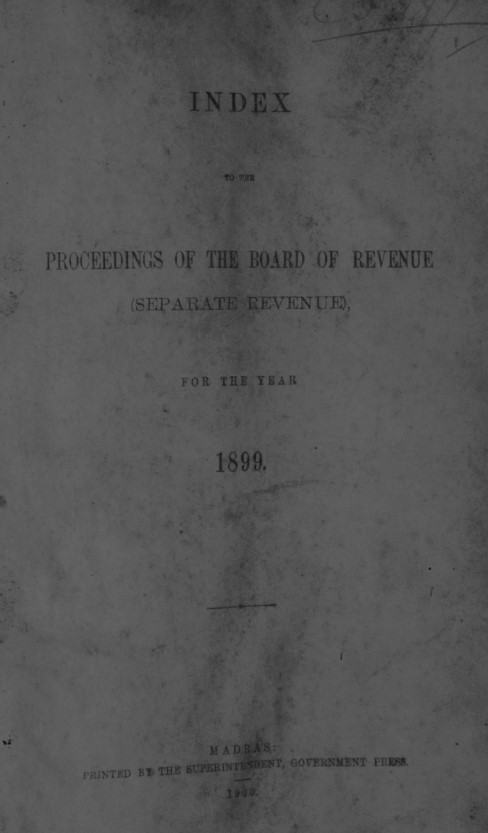 INDEX
TO THE
PROCEEDINGS OF THE BOARD OF REVENUE
(SEPARATE REVENUE),
FOR THE YEAR
1899.
MADRAS:
PRINTED BY THE SUPERINTENDENT, GOVERNMENT PRESS.
1900.